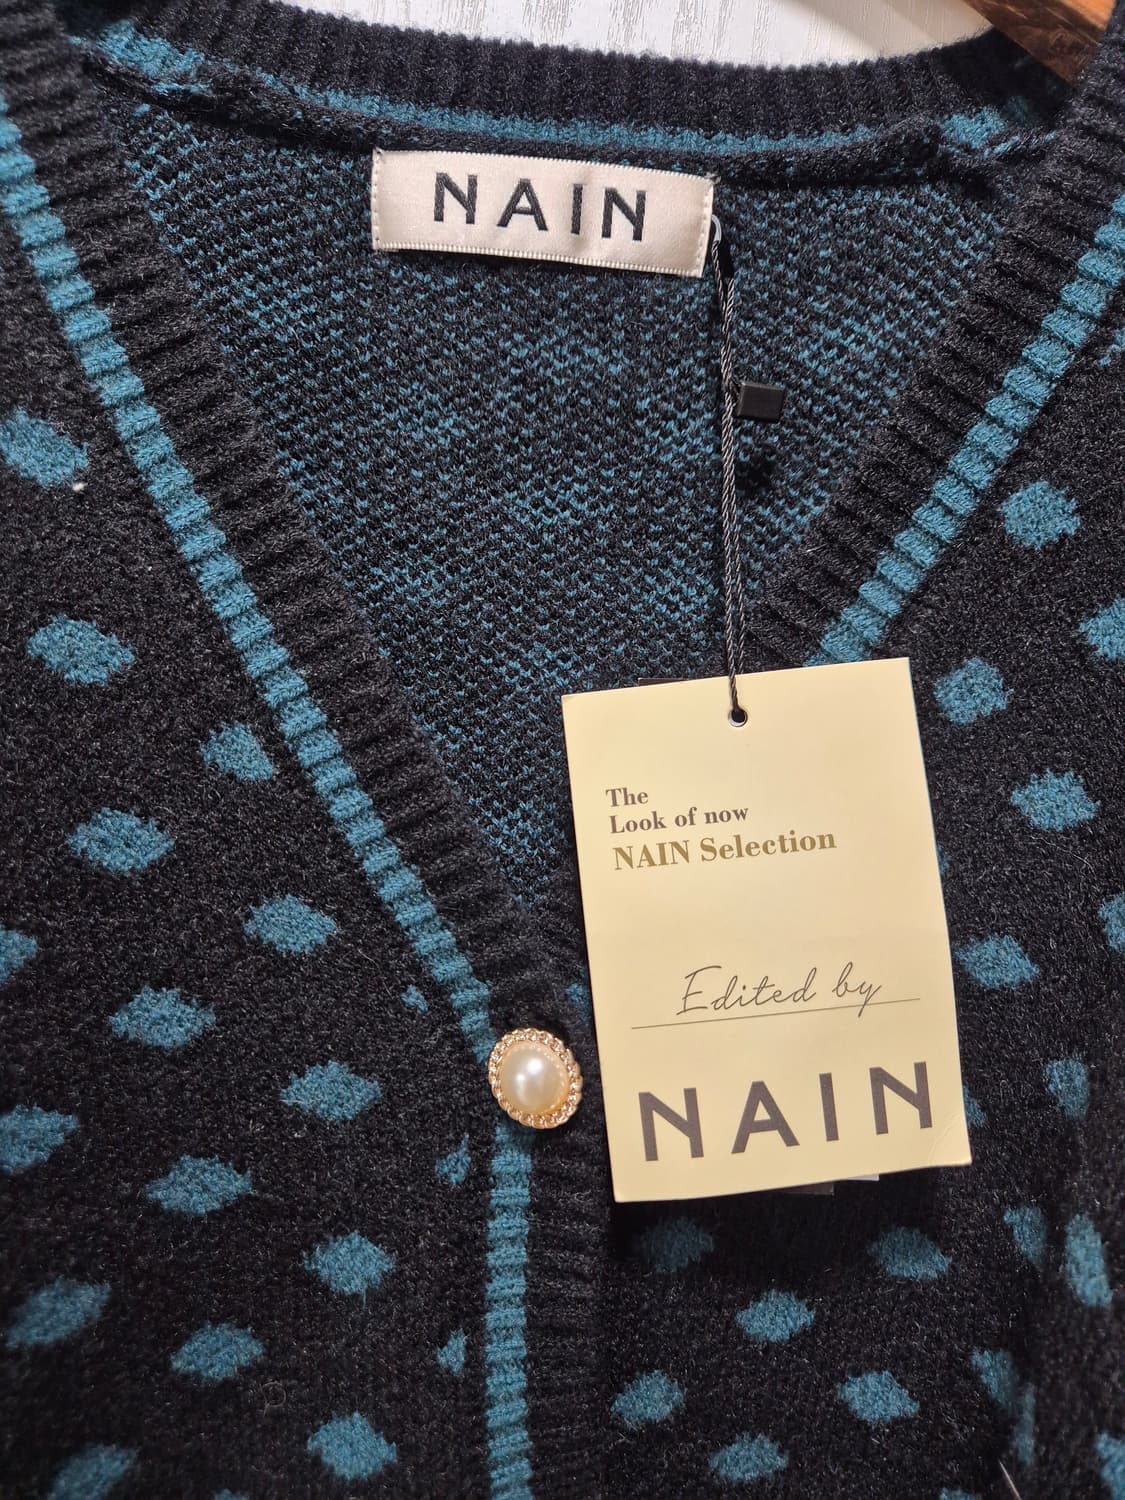 NAIN
The
Look of now
NAIN Selection
Edited by
NAIN